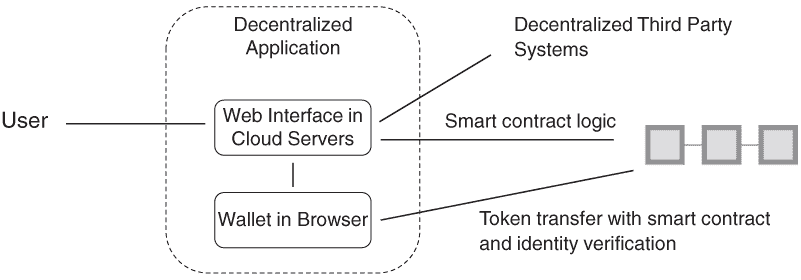 Decentralized
Application
Decentralized Third Party
Systems
User
Web Interface in
Cloud Servers
Smart contract logic
Wallet in Browser
Token transfer with smart contract
and identity verification